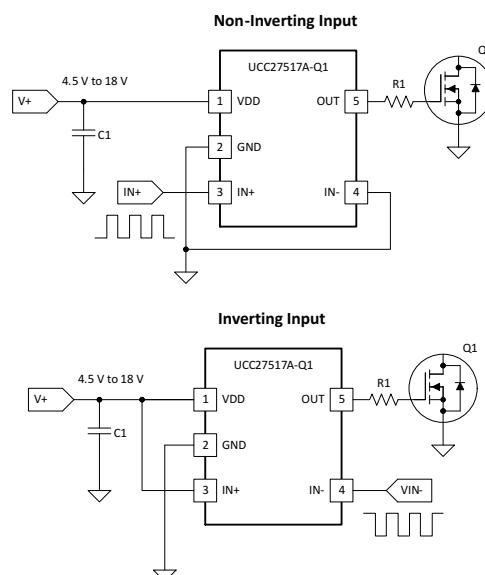 Non-Inverting Input
UCC27517A-Q1
4.5 V to 18 V
V+
1 VDD
OUT 5
R1
Q
C1
2 GND
IN+
3 IN+
IN- 4
Inverting Input
UCC27517A-Q1
4.5 V to 18 V
V+
1 VDD
OUT 5
R1
Q1
C1
2 GND
3 IN+
IN- 4
VIN-